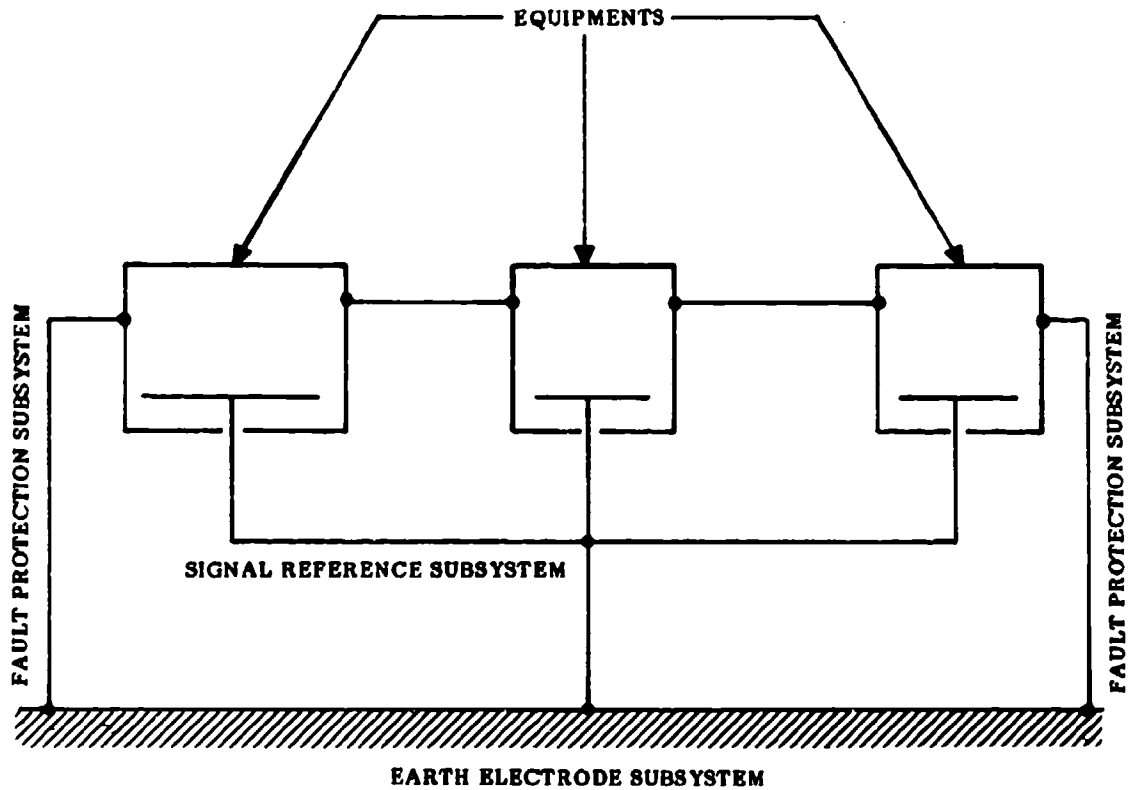 EQUIPMENTS
FAULT PROTECTION SUBSYSTEM
FAULT PROTECTION SUBSYSTEM
SIGNAL REFERENCE SUBSYSTEM
EARTH ELECTRODE SUBSYSTEM